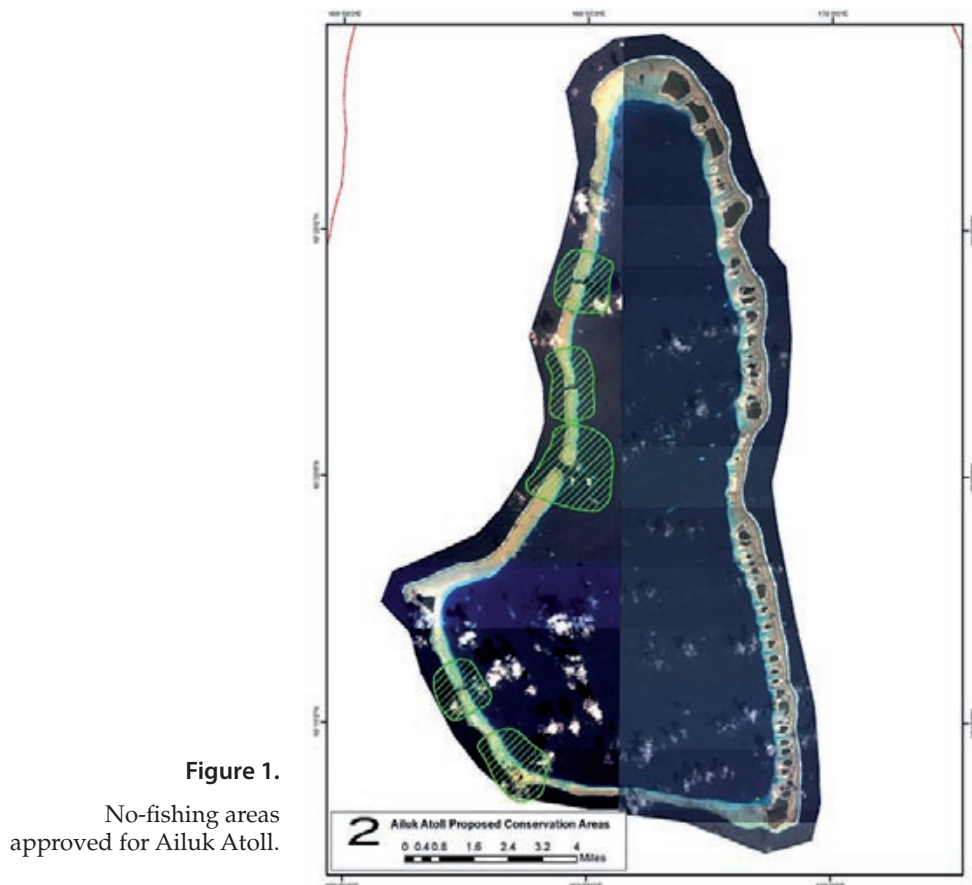 Figure 1.
No-fishing areas
approved for Ailuk Atoll.
2 Ailuk Atoll Proposed Conservation Areas
0 0.4 0.8 1.6 2.4 3.2 4
Miles